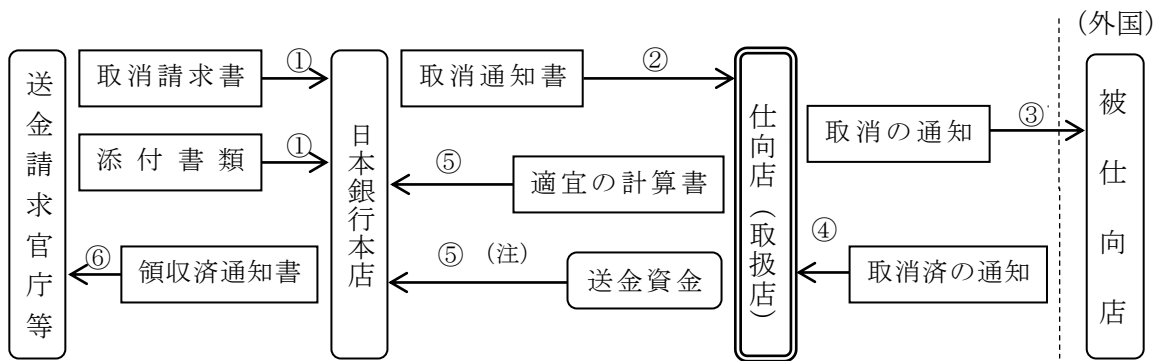 （外国）
送金請求官庁等
取消請求書
①
添付書類
①
領収済通知書
⑥
日本銀行本店
取消通知書
②
適宜の計算書
⑤
送金資金
⑤ （注）
仕向店（取扱店）
取消の通知
③
取消済の通知
④
被仕向店